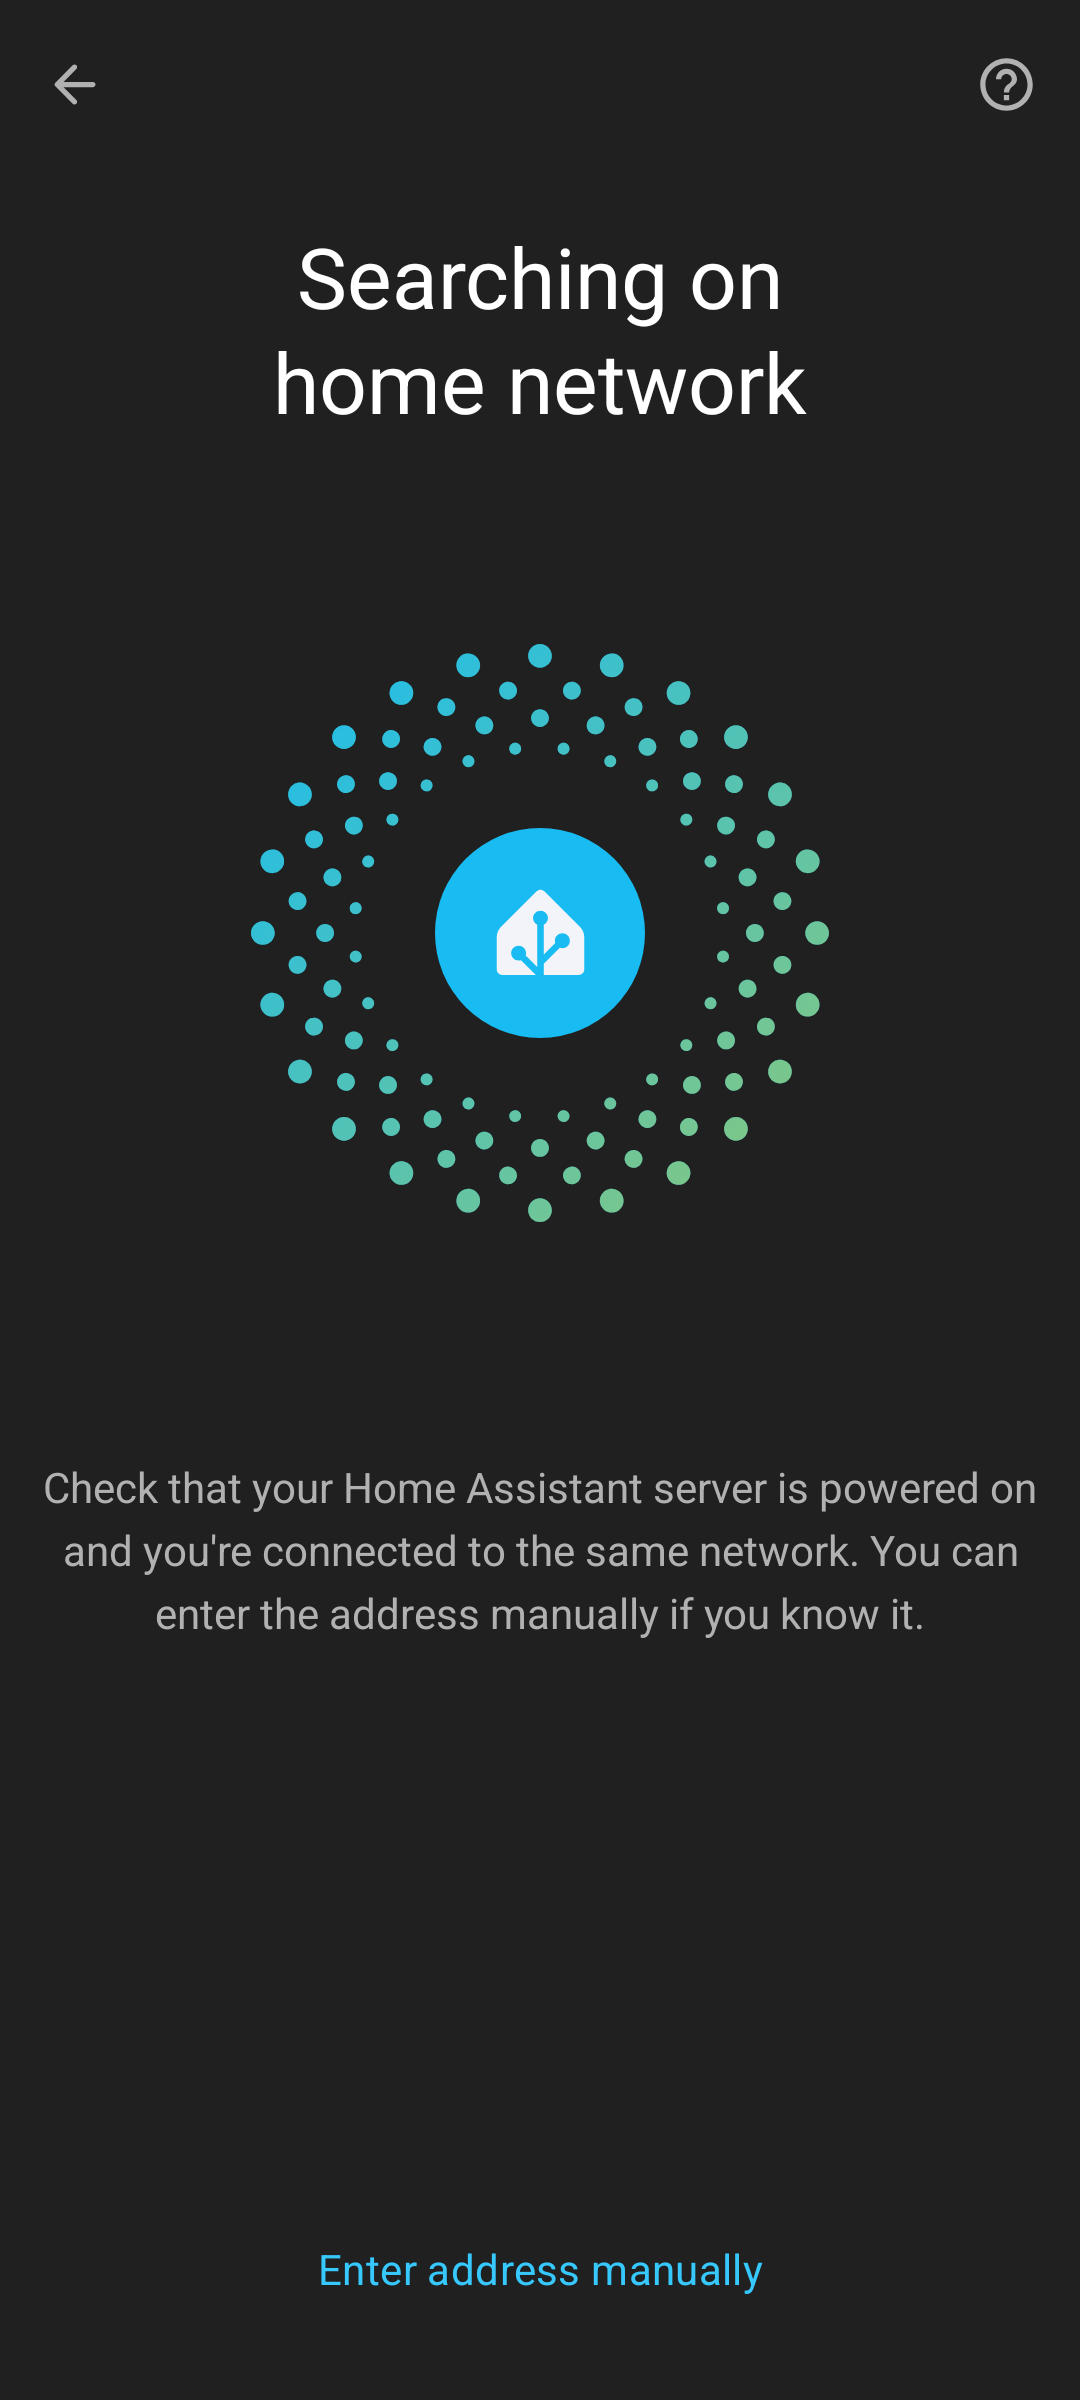 Searching on
home network
Check that your Home Assistant server is powered on
and you're connected to the same network. You can
enter the address manually if you know it.
Enter address manually